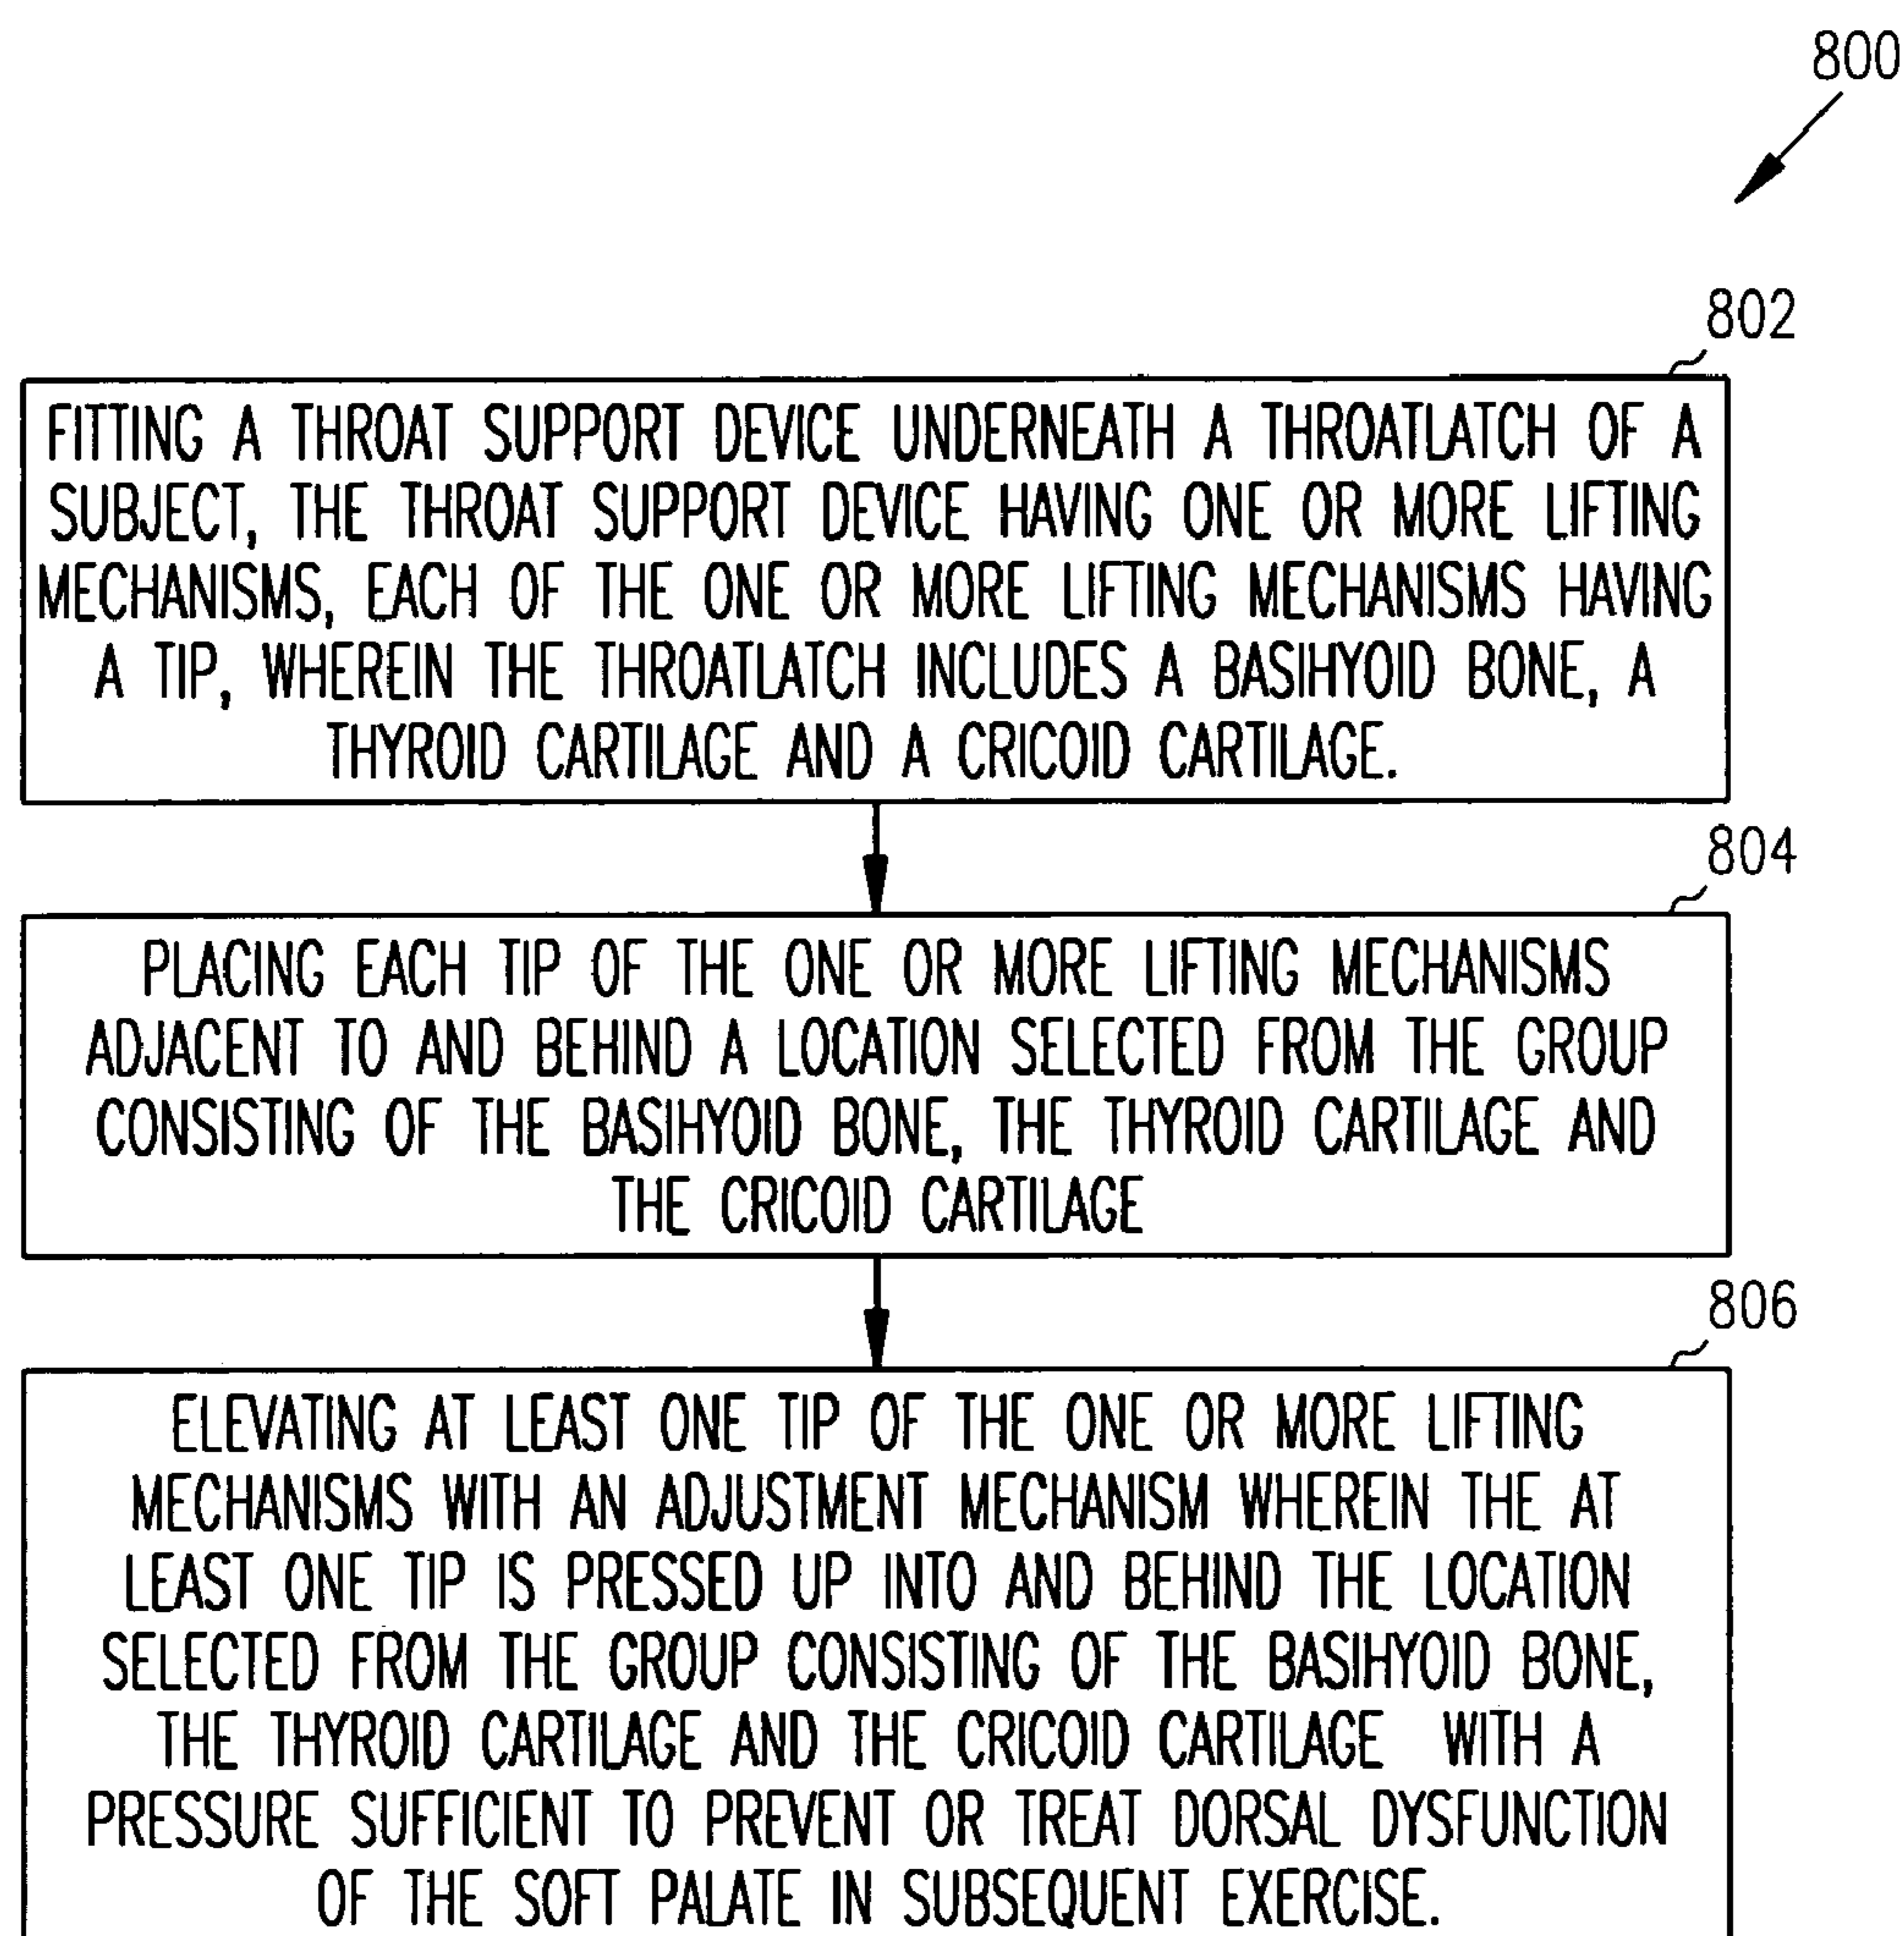 800
802
FITTING A THROAT SUPPORT DEVICE UNDERNEATH A THROATLATCH OF A
SUBJECT, THE THROAT SUPPORT DEVICE HAVING ONE OR MORE LIFTING
MECHANISMS, EACH OF THE ONE OR MORE LIFTING MECHANISMS HAVING
A TIP, WHEREIN THE THROATLATCH INCLUDES A BASIHYOID BONE, A
THYROID CARTILAGE AND A CRICOID CARTILAGE.
804
PLACING EACH TIP OF THE ONE OR MORE LIFTING MECHANISMS
ADJACENT TO AND BEHIND A LOCATION SELECTED FROM THE GROUP
CONSISTING OF THE BASIHYOID BONE, THE THYROID CARTILAGE AND
THE CRICOID CARTILAGE
806
ELEVATING AT LEAST ONE TIP OF THE ONE OR MORE LIFTING
MECHANISMS WITH AN ADJUSTMENT MECHANISM WHEREIN THE AT
LEAST ONE TIP IS PRESSED UP INTO AND BEHIND THE LOCATION
SELECTED FROM THE GROUP CONSISTING OF THE BASIHYOID BONE,
THE THYROID CARTILAGE AND THE CRICOID CARTILAGE WITH A
PRESSURE SUFFICIENT TO PREVENT OR TREAT DORSAL DYSFUNCTION
OF THE SOFT PALATE IN SUBSEQUENT EXERCISE.